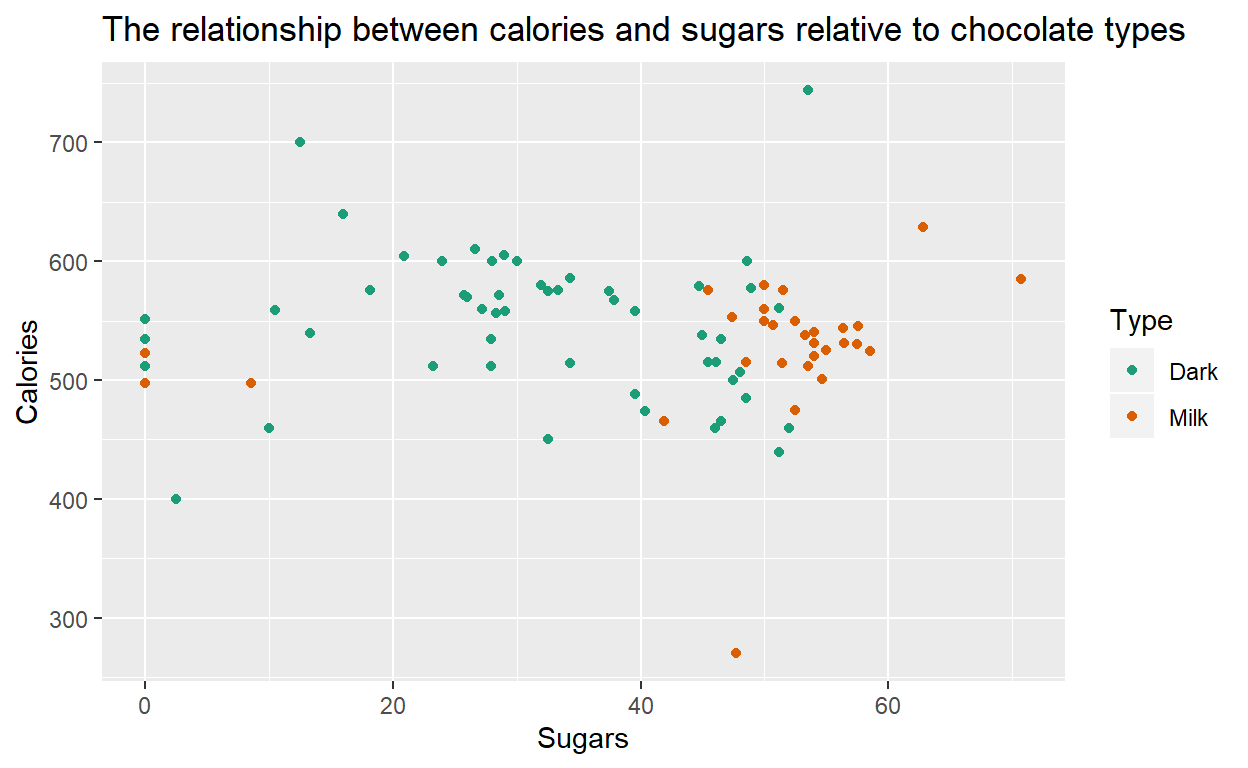 The relationship between calories and sugars relative to chocolate types
700
600
500
400
300
Calories
0 20 40 60
Sugars
Type
Dark
Milk